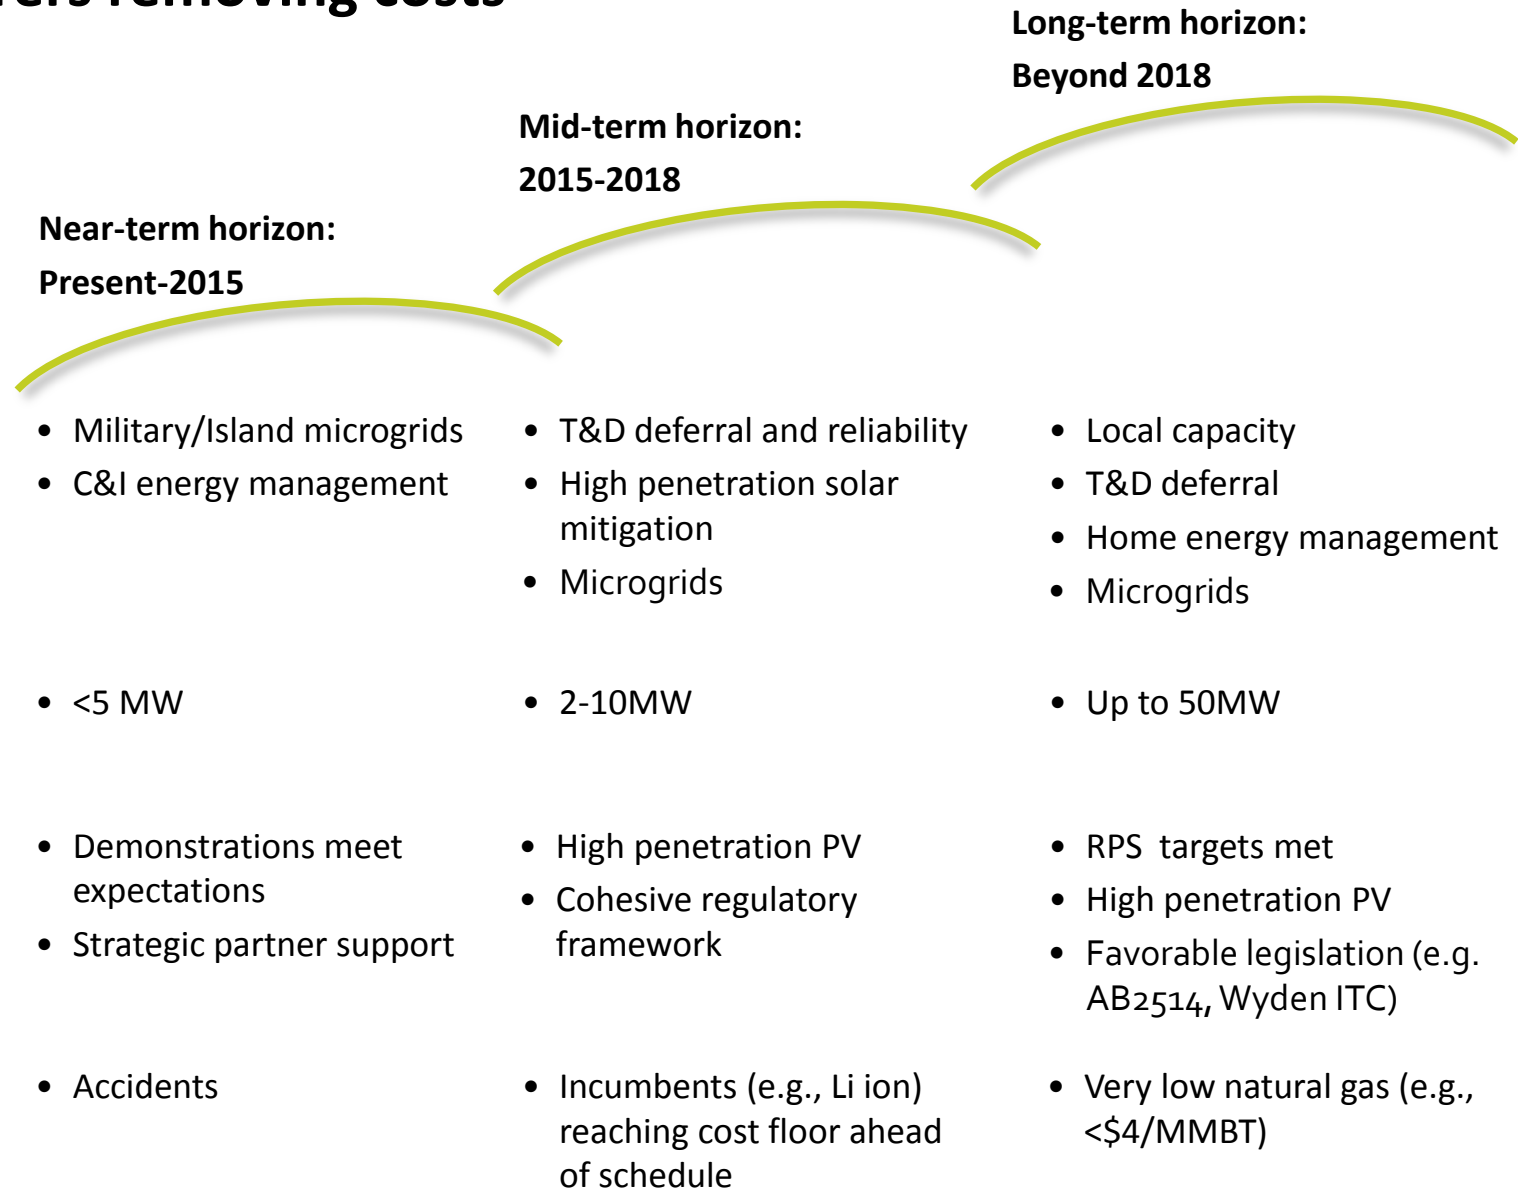 removing costs
Long-term horizon:
Beyond 2018
Mid-term horizon:
2015-2018
Near-term horizon:
Present-2015
• Military/Island microgrids
• C&I energy management
• T&D deferral and reliability
• High penetration solar
mitigation
• Microgrids
• Local capacity
• T&D deferral
• Home energy management
• Microgrids
• <5 MW
• 2-10MW
• Up to 50MW
• Demonstrations meet
expectations
• Strategic partner support
• High penetration PV
• Cohesive regulatory
framework
• RPS targets met
• High penetration PV
• Favorable legislation (e.g.
AB2514, Wyden ITC)
• Accidents
• Incumbents (e.g., Li ion)
reaching cost floor ahead
of schedule
• Very low natural gas (e.g.,
<$4/MMBT)